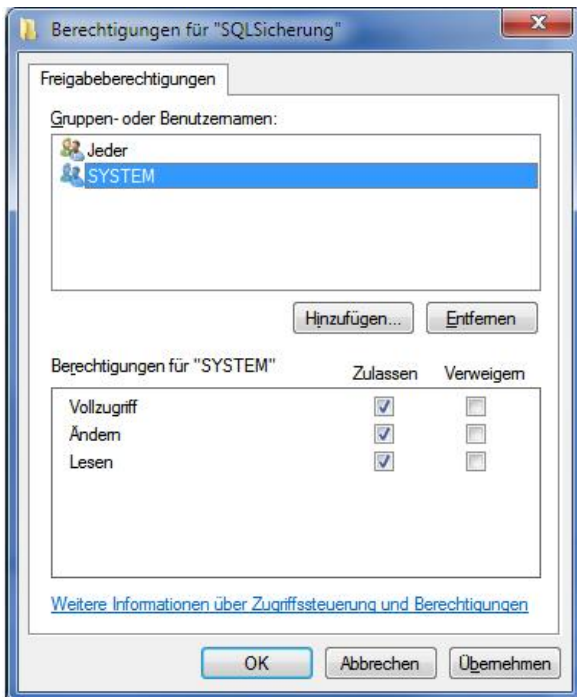 Berechtigungen für "SQLSicherung"
Freigabeberechtigungen
Gruppen- oder Benutzernamen:
Jeder
SYSTEM
Hinzufügen... Entfernen
Berechtigungen für "SYSTEM" Zulassen Verweigern
Vollzugriff
Ändern
Lesen
Weitere Informationen über Zugriffssteuerung und Berechtigungen
OK Abbrechen Übernehmen